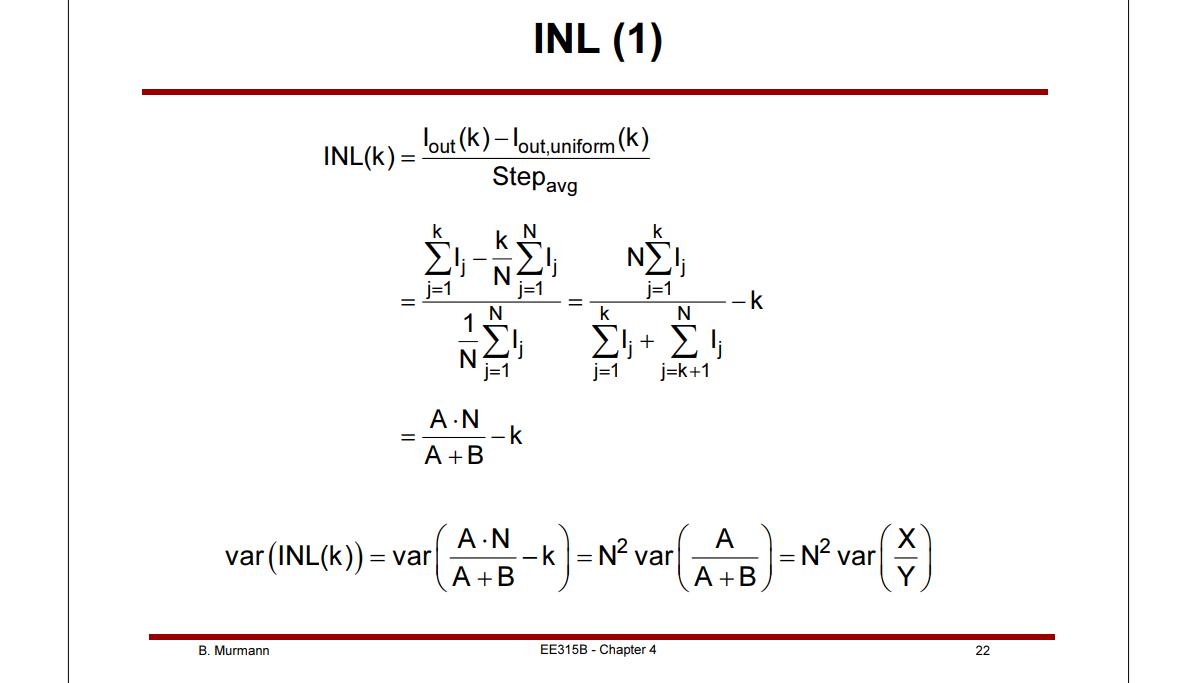 INL (1)
INL(k) = \frac{I_{out}(k) - I_{out,uniform}(k)}{Step_{avg}}
= \frac{\sum_{j=1}^{k} I_j - \frac{k}{N} \sum_{j=1}^{N} I_j}{\frac{1}{N} \sum_{j=1}^{N} I_j} = \frac{N \sum_{j=1}^{k} I_j}{\sum_{j=1}^{k} I_j + \sum_{j=k+1}^{N} I_j} - k
= \frac{A \cdot N}{A + B} - k
var(INL(k)) = var\left(\frac{A \cdot N}{A + B} - k\right) = N^2 var\left(\frac{A}{A + B}\right) = N^2 var\left(\frac{X}{Y}\right)
B. Murmann EE315B - Chapter 4 22